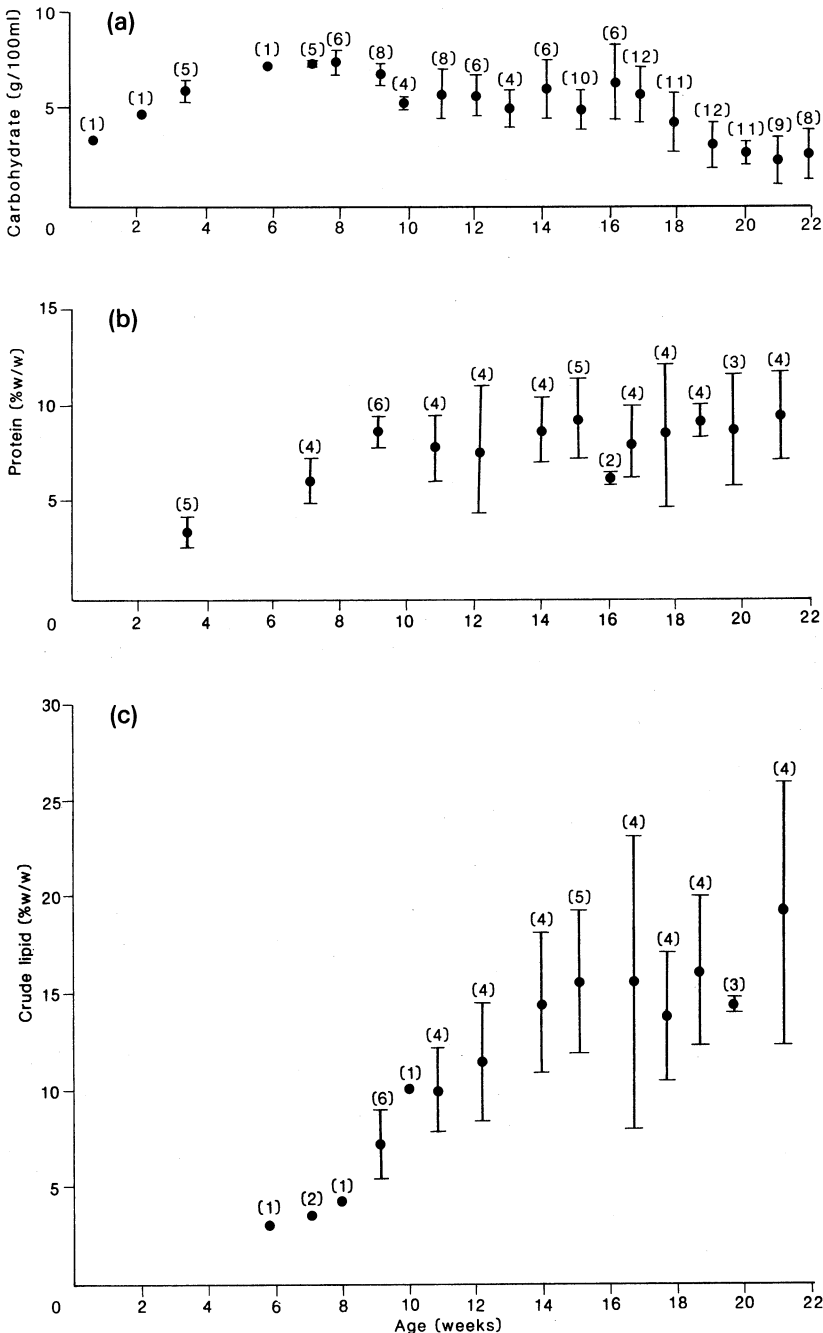 (a)
Carbohydrate (g/100ml)
10
5
0
(1) (1) (5) (1) (5) (6) (8) (4) (8) (6) (4) (6) (10) (6) (12) (11) (12) (11) (9) (8)
2 4 6 8 10 12 14 16 18 20 22
(b)
Protein (%w/w)
15
10
5
0
(5) (4) (6) (4) (4) (4) (5) (2) (4) (4) (4) (3) (4)
2 4 6 8 10 12 14 16 18 20 22
(c)
Crude lipid (%w/w)
30
25
20
15
10
5
0
(1) (2) (1) (6) (1) (4) (4) (4) (5) (4) (4) (4) (3) (4)
2 4 6 8 10 12 14 16 18 20 22
Age (weeks)